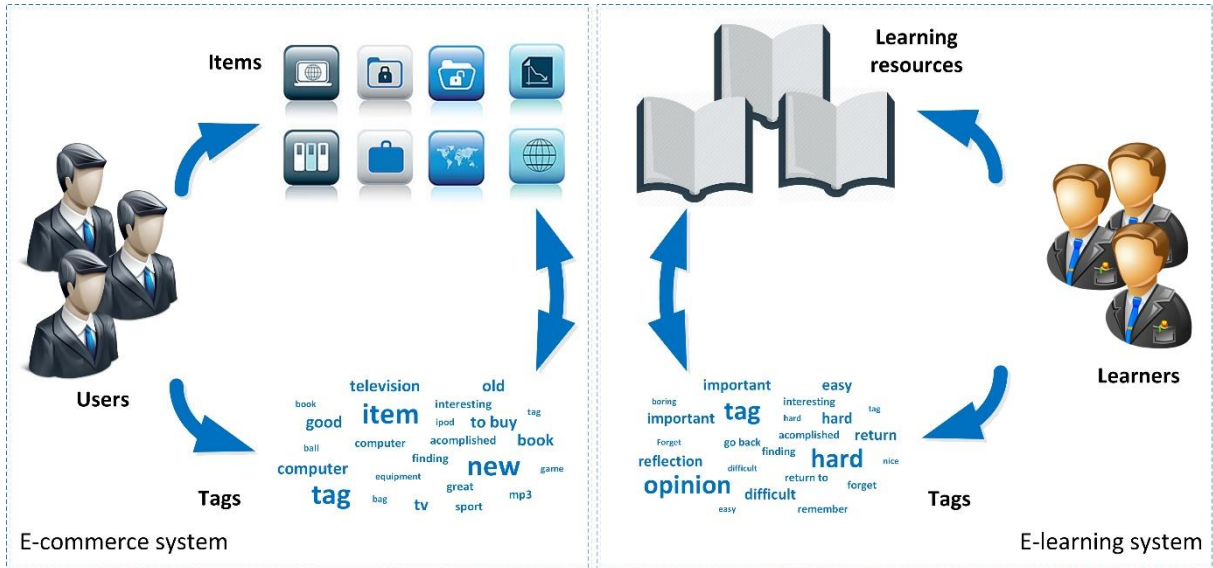 Items
Users
television old
book interesting tag
good item ipod to buy
ball computer acomplished book
computer finding new game
equipment great
tag bag tv sport mp3
Tags
E-commerce system
Learning
resources
Learners
important easy
boring interesting tag
important tag hard hard
Forget go back acomplished return
reflection finding hard nice
difficult return to
opinion difficult forget
easy remember
Tags
E-learning system